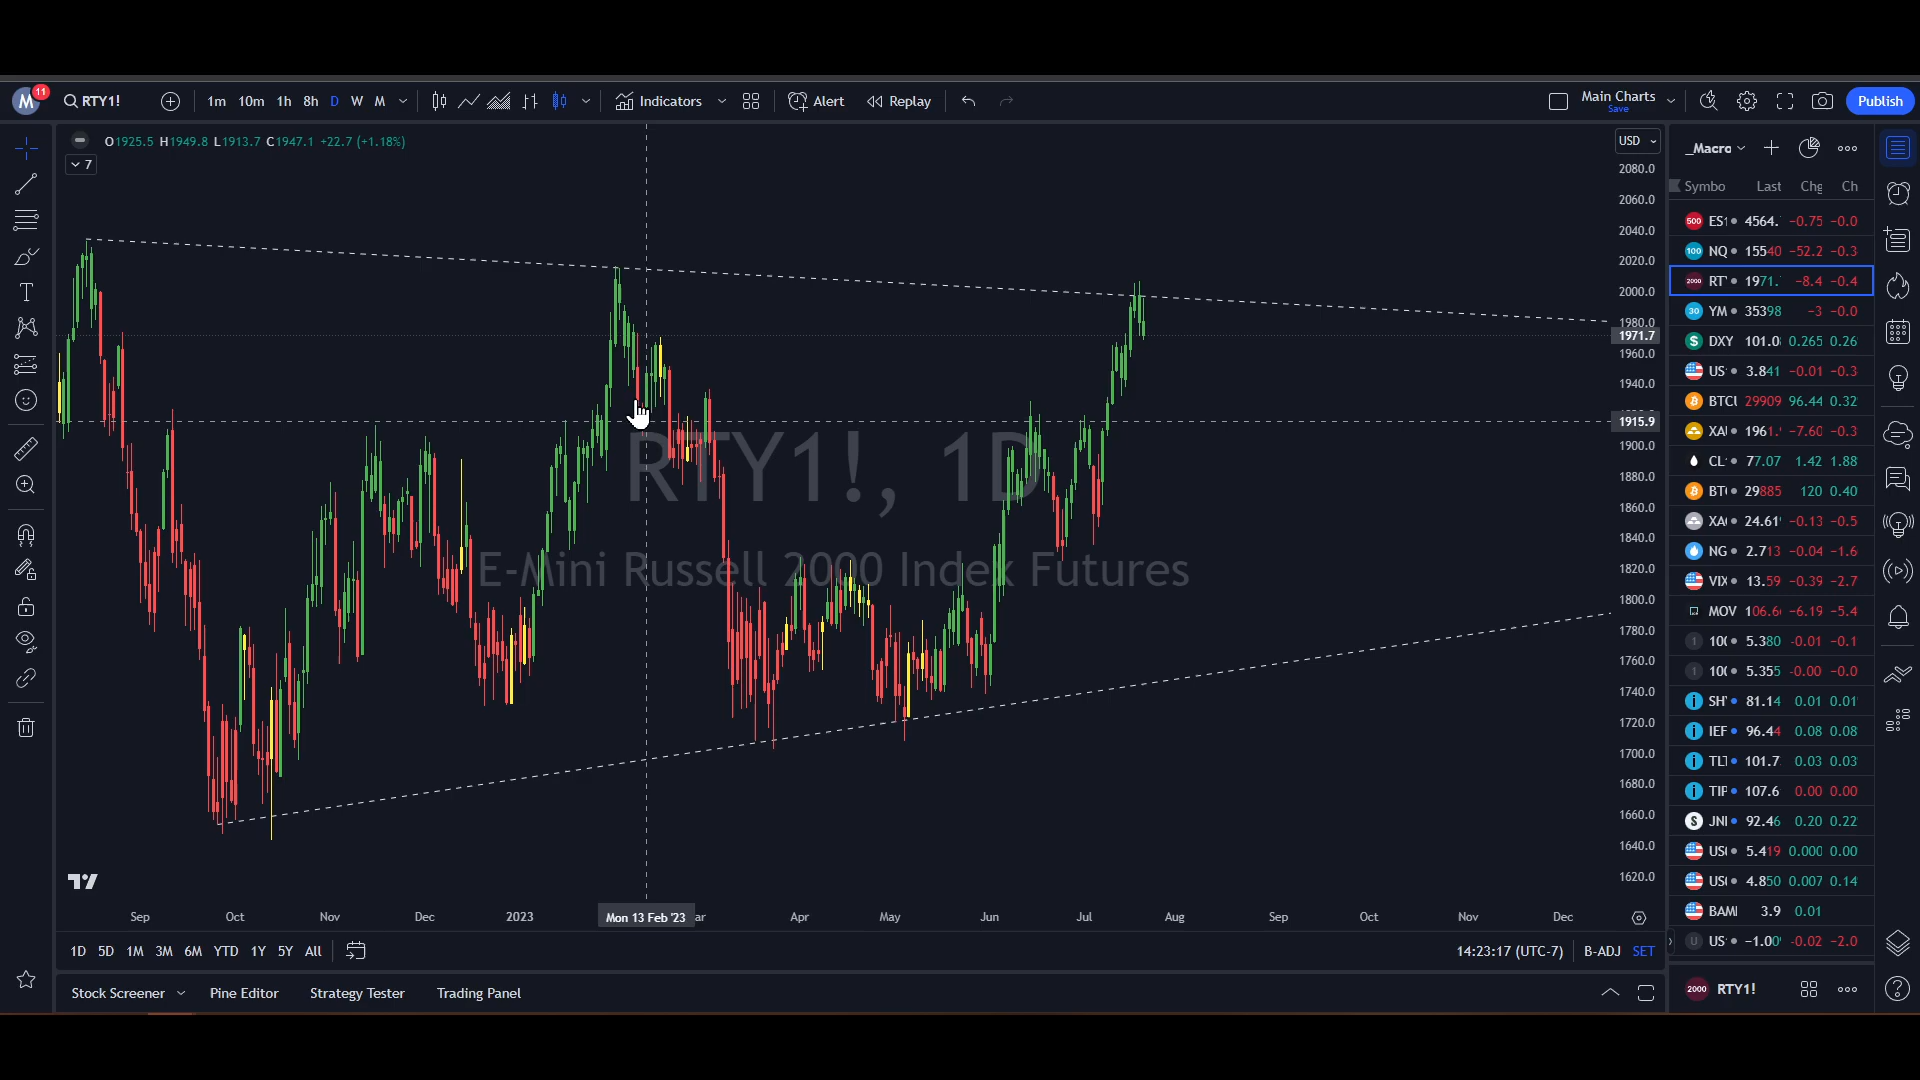 M 11 RTY1! 1m 10m 1h 8h D W M Indicators Alert Replay Main Charts Save Publish
O1925.5 H1949.8 L1913.7 C1947.1 +22.7 (+1.18%)
7
USD
2080.0
2060.0
2040.0
2020.0
2000.0
1980.0
1971.7
1960.0
1940.0
1915.9
1900.0
1880.0
1860.0
1840.0
1820.0
1800.0
1780.0
1760.0
1740.0
1720.0
1700.0
1680.0
1660.0
1640.0
1620.0
RTY1!, 1D
E-Mini Russell 2000 Index Futures
Sep Oct Nov Dec 2023 Mon 13 Feb '23 ar Apr May Jun Jul Aug Sep Oct Nov Dec
1D 5D 1M 3M 6M YTD 1Y 5Y All 14:23:17 (UTC-7) B-ADJ SET
Stock Screener Pine Editor Strategy Tester Trading Panel
_Macro
Symbo Last Chg Ch
500 ES1 4564. −0.75 −0.0
100 NQ 15540 −52.2 −0.3
2000 RT 1971. −8.4 −0.4
30 YM 35398 −3 −0.0
DXY 101.0 0.265 0.26
US 3.841 −0.01 −0.3
BTCU 29909 96.44 0.32
XAU 1961. −7.60 −0.3
CL 77.07 1.42 1.88
BT 29885 120 0.40
XA 24.61 −0.13 −0.5
NG 2.713 −0.04 −1.6
VIX 13.59 −0.39 −2.7
MOV 106.6 −6.19 −5.4
1 10 5.380 −0.01 −0.1
1 10 5.355 −0.00 −0.0
SH 81.14 0.01 0.01
IEF 96.44 0.08 0.08
TL 101.7 0.03 0.03
TIP 107.6 0.00 0.00
S JN 92.46 0.20 0.22
US 5.419 0.000 0.00
US 4.850 0.007 0.14
BAM 3.9 0.01
U US −1.00 −0.02 −2.0
2000 RTY1!